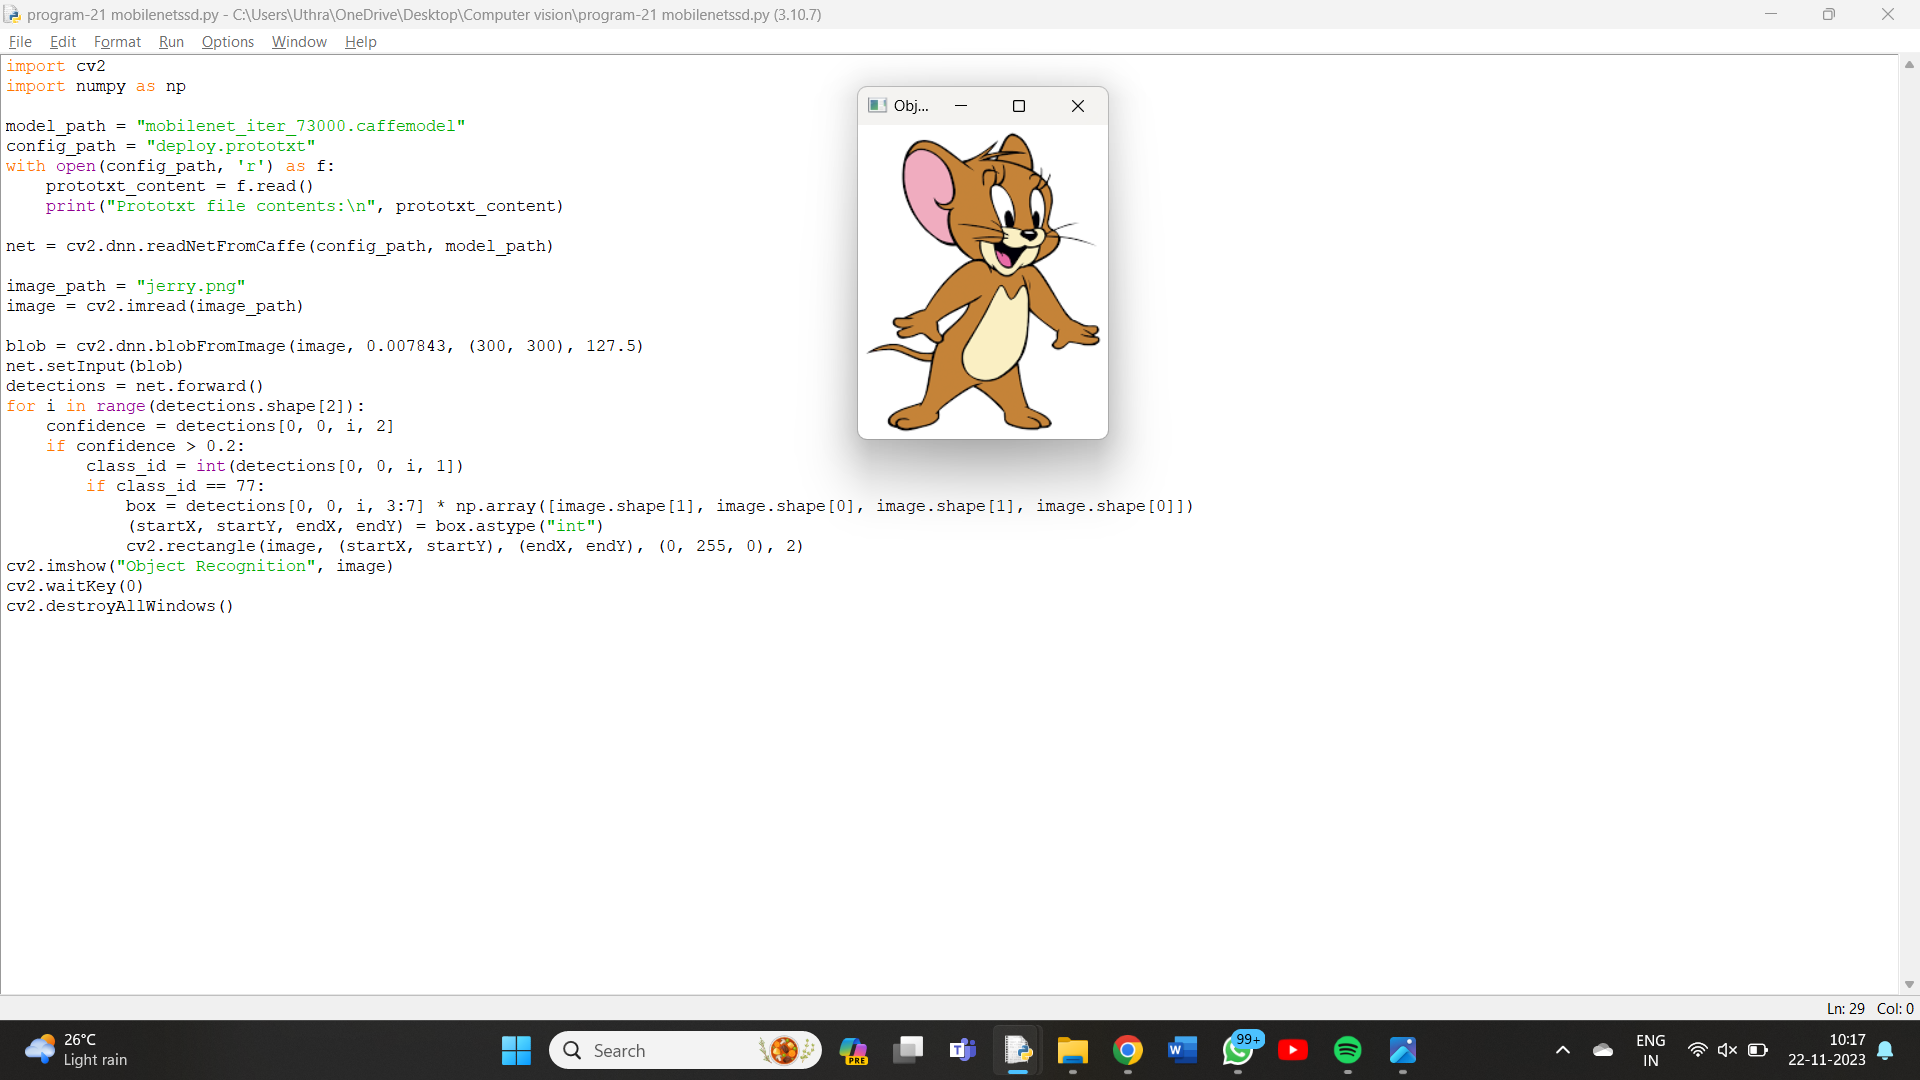 program-21 mobilenetssd.py - C:\Users\Uthra\OneDrive\Desktop\Computer vision\program-21 mobilenetssd.py (3.10.7)
File Edit Format Run Options Window Help
import cv2
import numpy as np
model_path = "mobilenet_iter_73000.caffemodel"
config_path = "deploy.prototxt"
with open(config_path, 'r') as f:
    prototxt_content = f.read()
    print("Prototxt file contents:\n", prototxt_content)
net = cv2.dnn.readNetFromCaffe(config_path, model_path)
image_path = "jerry.png"
image = cv2.imread(image_path)
blob = cv2.dnn.blobFromImage(image, 0.007843, (300, 300), 127.5)
net.setInput(blob)
detections = net.forward()
for i in range(detections.shape[2]):
    confidence = detections[0, 0, i, 2]
    if confidence > 0.2:
        class_id = int(detections[0, 0, i, 1])
        if class_id == 77:
            box = detections[0, 0, i, 3:7] * np.array([image.shape[1], image.shape[0], image.shape[1], image.shape[0]])
            (startX, startY, endX, endY) = box.astype("int")
            cv2.rectangle(image, (startX, startY), (endX, endY), (0, 255, 0), 2)
cv2.imshow("Object Recognition", image)
cv2.waitKey(0)
cv2.destroyAllWindows()
Obj...
Ln: 29 Col: 0
26°C
Light rain
Search
PRE
99+
ENG
IN
10:17
22-11-2023